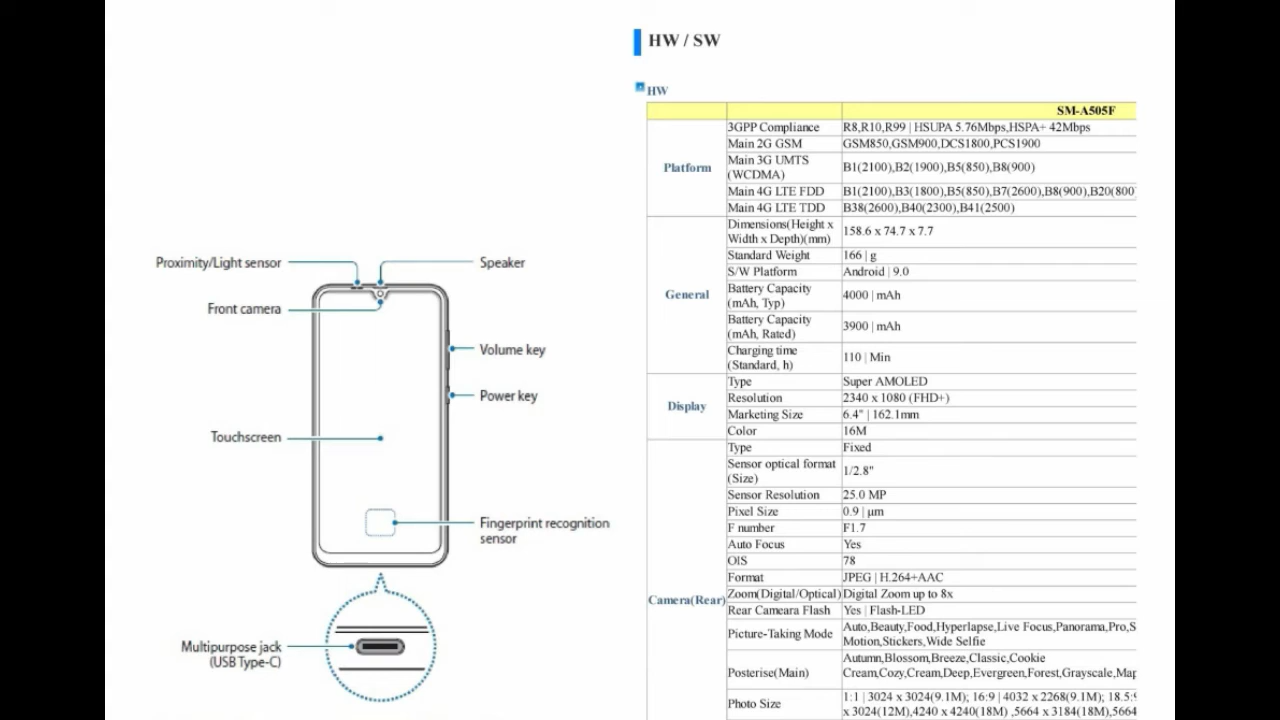 Proximity/Light sensor
Speaker
Front camera
Volume key
Power key
Touchscreen
Fingerprint recognition
sensor
Multipurpose jack
(USB Type-C)
HW / SW
HW
SM-A505F
Platform
3GPP Compliance
R8,R10,R99 | HSUPA 5.76Mbps,HSPA+ 42Mbps
Main 2G GSM
GSM850,GSM900,DCS1800,PCS1900
Main 3G UMTS
(WCDMA)
B1(2100),B2(1900),B5(850),B8(900)
Main 4G LTE FDD
B1(2100),B3(1800),B5(850),B7(2600),B8(900),B20(800
Main 4G LTE TDD
B38(2600),B40(2300),B41(2500)
General
Dimensions(Height x
Width x Depth)(mm)
158.6 x 74.7 x 7.7
Standard Weight
166 | g
S/W Platform
Android | 9.0
Battery Capacity
(mAh, Typ)
4000 | mAh
Battery Capacity
(mAh, Rated)
3900 | mAh
Charging time
(Standard, h)
110 | Min
Display
Type
Super AMOLED
Resolution
2340 x 1080 (FHD+)
Marketing Size
6.4" | 162.1mm
Color
16M
Camera(Rear)
Type
Fixed
Sensor optical format
(Size)
1/2.8"
Sensor Resolution
25.0 MP
Pixel Size
0.9 | μm
F number
F1.7
Auto Focus
Yes
OIS
78
Format
JPEG | H.264+AAC
Zoom(Digital/Optical)
Digital Zoom up to 8x
Rear Cameara Flash
Yes | Flash-LED
Picture-Taking Mode
Auto,Beauty,Food,Hyperlapse,Live Focus,Panorama,Pro,S
Motion,Stickers,Wide Selfie
Posterise(Main)
Autumn,Blossom,Breeze,Classic,Cookie
Cream,Cozy,Cream,Deep,Evergreen,Forest,Grayscale,Map
Photo Size
1:1 | 3024 x 3024(9.1M); 16:9 | 4032 x 2268(9.1M); 18.5:9
x 3024(12M),4240 x 4240(18M) ,5664 x 3184(18M),5664